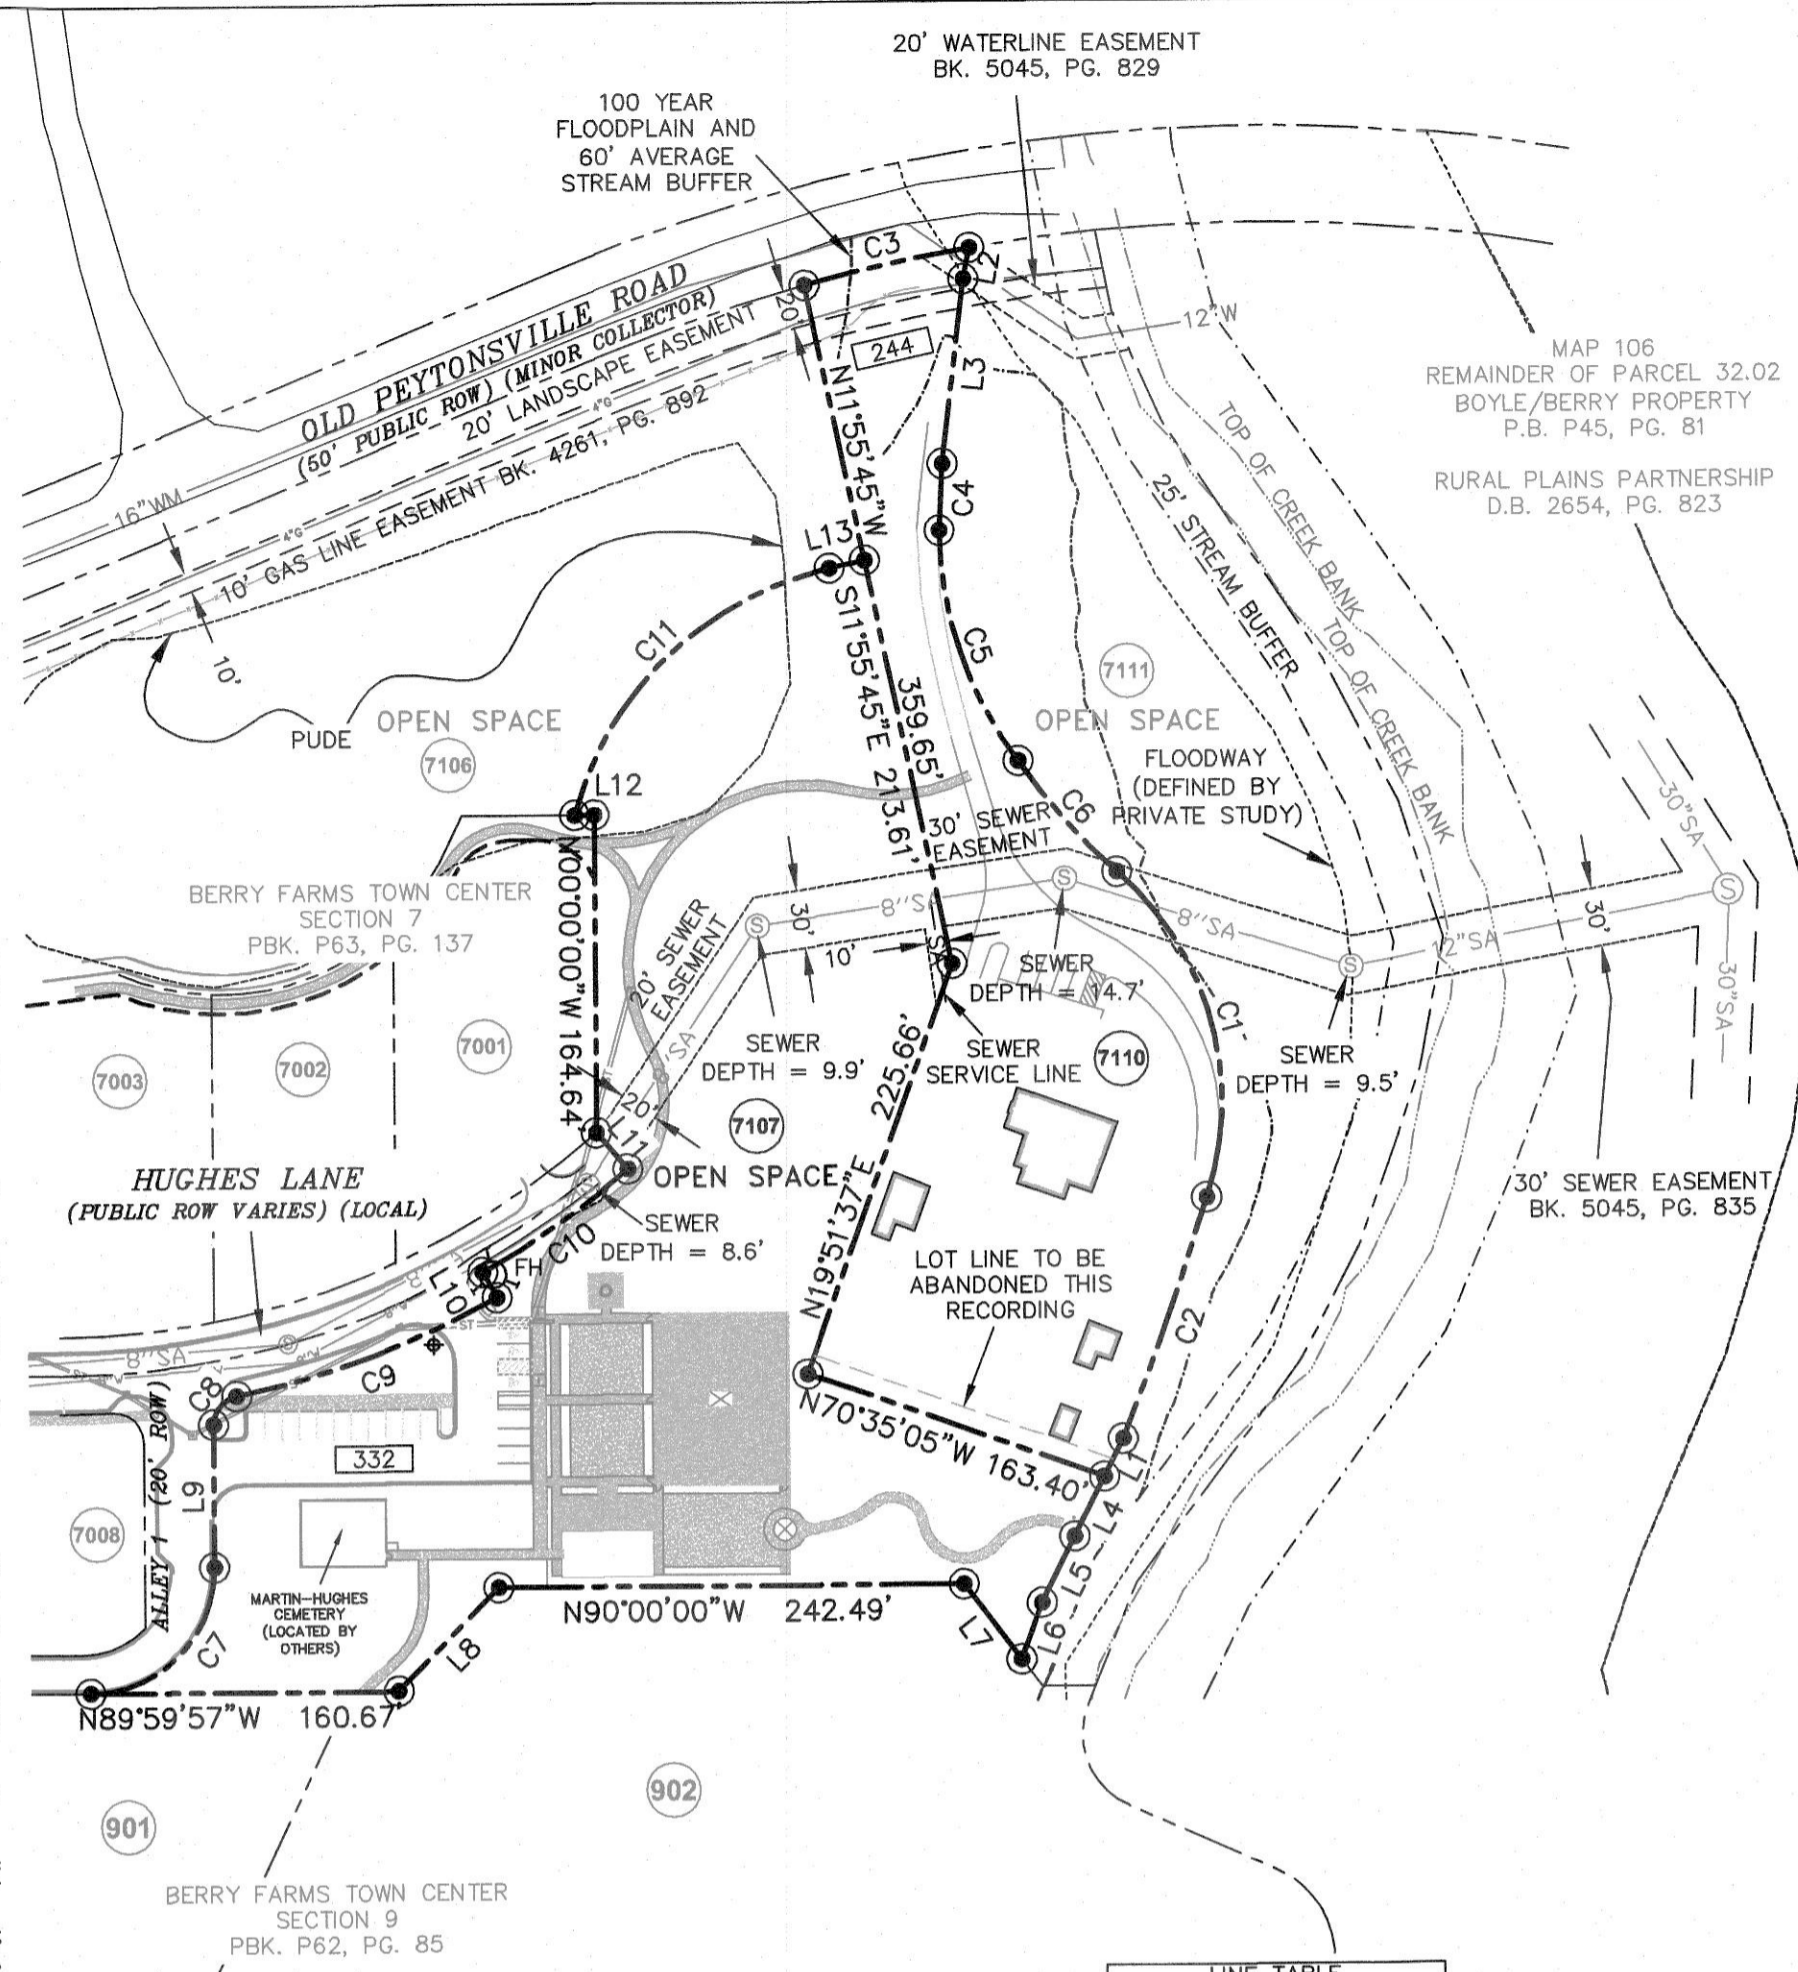 20' WATERLINE EASEMENT
BK. 5045, PG. 829
100 YEAR
FLOODPLAIN AND
60' AVERAGE
STREAM BUFFER
C3
L2
OLD PEYTONSVILLE ROAD
(50' PUBLIC ROW) (MINOR COLLECTOR)
20' LANDSCAPE EASEMENT
20'
12"W
244
L3
MAP 106
REMAINDER OF PARCEL 32.02
BOYLE/BERRY PROPERTY
P.B. P45, PG. 81
RURAL PLAINS PARTNERSHIP
D.B. 2654, PG. 823
N11°55'45"W
359.65'
4"G
16"WM
4"G
10' GAS LINE EASEMENT BK. 4261, PG. 892
10'
TOP OF CREEK BANK
TOP OF CREEK BANK
25' STREAM BUFFER
C4
L13
S11°55'45"E 213.61'
C11
C5
7111
OPEN SPACE
PUDE
OPEN SPACE
7106
FLOODWAY
(DEFINED BY
PRIVATE STUDY)
L12
C6
30' SEWER
EASEMENT
30"SA
N00°00'00"W 164.64'
BERRY FARMS TOWN CENTER
SECTION 7
PBK. P63, PG. 137
20' SEWER
EASEMENT
S
30'
8"SA
S
8"SA
S
12"SA
30'
S
30"SA
10'
SA
SEWER
DEPTH = 14.7'
C1
7003
7002
7001
SEWER
DEPTH = 9.9'
SEWER
SERVICE LINE
7110
SEWER
DEPTH = 9.5'
225.66'
N19°51'37"E
8"SA
20'
L11
7107
HUGHES LANE
(PUBLIC ROW VARIES) (LOCAL)
OPEN SPACE
30' SEWER EASEMENT
BK. 5045, PG. 835
S
SEWER
DEPTH = 8.6'
C10
FH
L10
LOT LINE TO BE
ABANDONED THIS
RECORDING
C2
ST
S
8"SA
C9
C8
N70°35'05"W 163.40'
L1
332
L9
ALLEY 1 (20' ROW)
7008
L4
L5
MARTIN-HUGHES
CEMETERY
(LOCATED BY
OTHERS)
N90°00'00"W 242.49'
L7
L6
C7
L8
N89°59'57"W 160.67'
902
901
BERRY FARMS TOWN CENTER
SECTION 9
PBK. P62, PG. 85
LINE TABLE